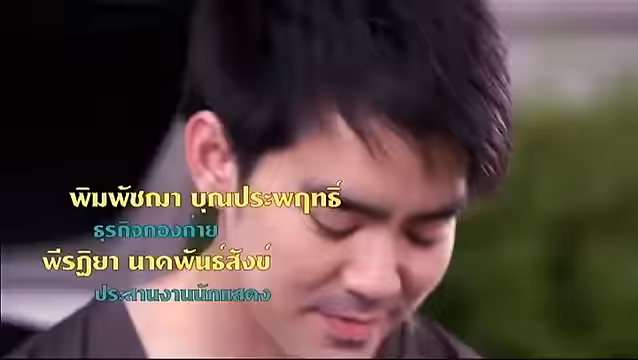 พิมพัชฌา บุณประพฤทธิ์
ธุรกิจกองถ่าย
พีรฏิยา นาคพันธ์สังข์
ประสานงานนักแสดง